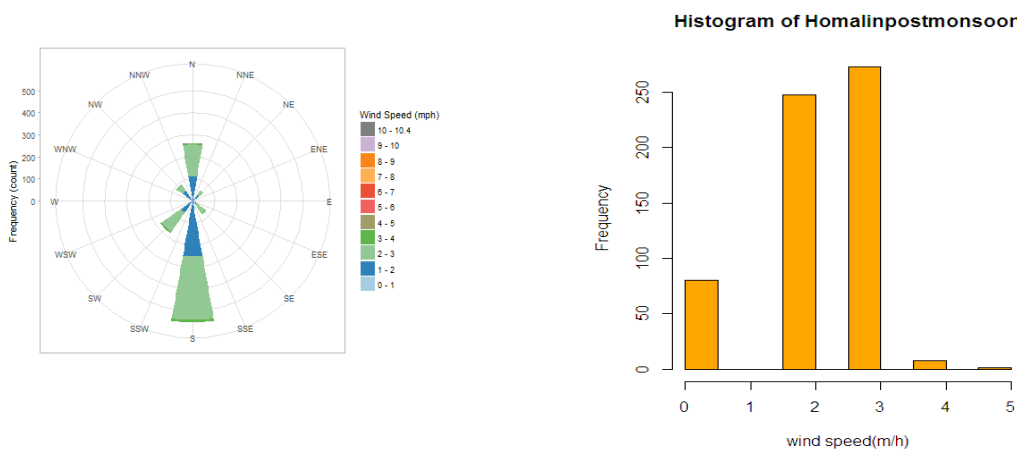 N
NNE
NE
ENE
E
ESE
SE
SSE
S
SSW
SW
WSW
W
WNW
NW
NNW
500
400
300
200
100
0
Frequency (count)
Wind Speed (mph)
10 - 10.4
9 - 10
8 - 9
7 - 8
6 - 7
5 - 6
4 - 5
3 - 4
2 - 3
1 - 2
0 - 1
Histogram of Homalinpostmonsoon
Frequency
250
200
150
100
50
0
0 1 2 3 4 5
wind speed(m/h)